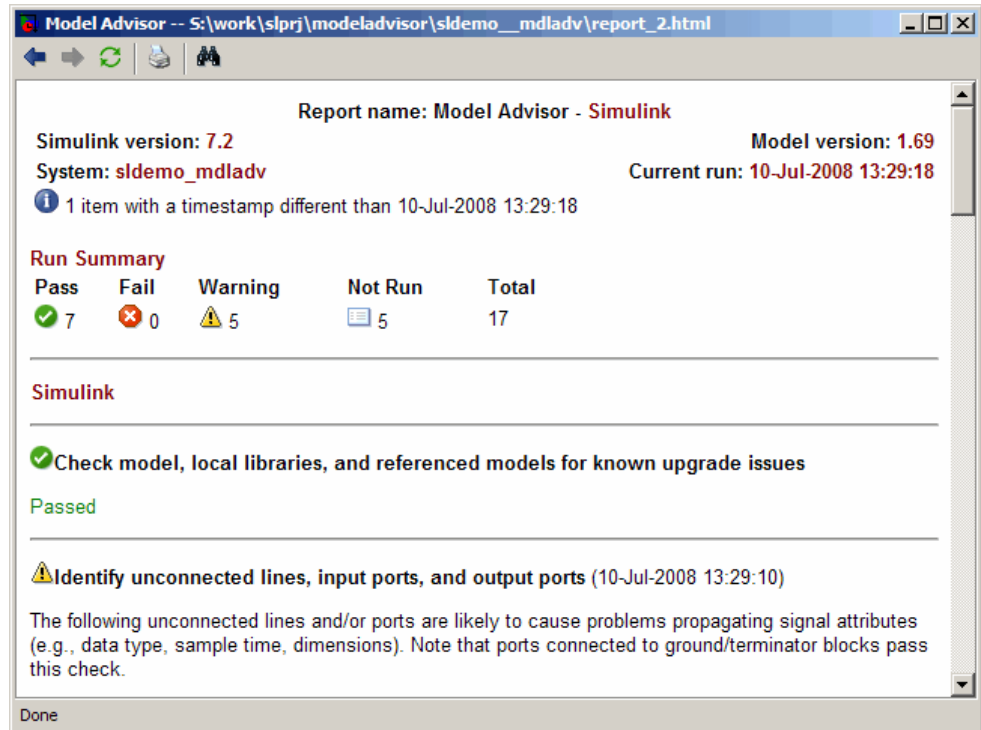 Model Advisor -- S:\work\slprj\modeladvisor\sldemo__mdladv\report_2.html
Report name: Model Advisor - Simulink
Simulink version: 7.2 Model version: 1.69
System: sldemo_mdladv Current run: 10-Jul-2008 13:29:18
1 item with a timestamp different than 10-Jul-2008 13:29:18
Run Summary
Pass Fail Warning Not Run Total
7 0 5 5 17
Simulink
Check model, local libraries, and referenced models for known upgrade issues
Passed
Identify unconnected lines, input ports, and output ports (10-Jul-2008 13:29:10)
The following unconnected lines and/or ports are likely to cause problems propagating signal attributes
(e.g., data type, sample time, dimensions). Note that ports connected to ground/terminator blocks pass
this check.
Done